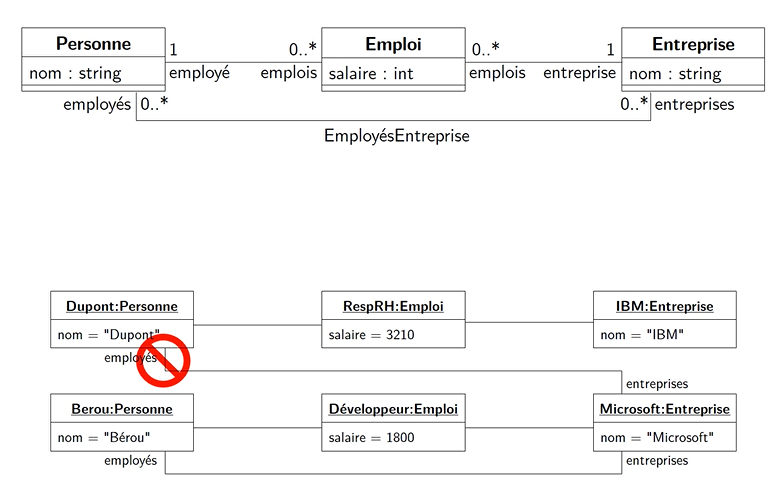 Personne
Emploi
Entreprise
1
0..*
0..*
1
nom : string
employé
emplois
salaire : int
emplois
entreprise
nom : string
employés
0..*
0..*
entreprises
EmployésEntreprise
Dupont:Personne
RespRH:Emploi
IBM:Entreprise
nom = "Dupont"
salaire = 3210
nom = "IBM"
employés
entreprises
Berou:Personne
Développeur:Emploi
Microsoft:Entreprise
nom = "Bérou"
salaire = 1800
nom = "Microsoft"
employés
entreprises